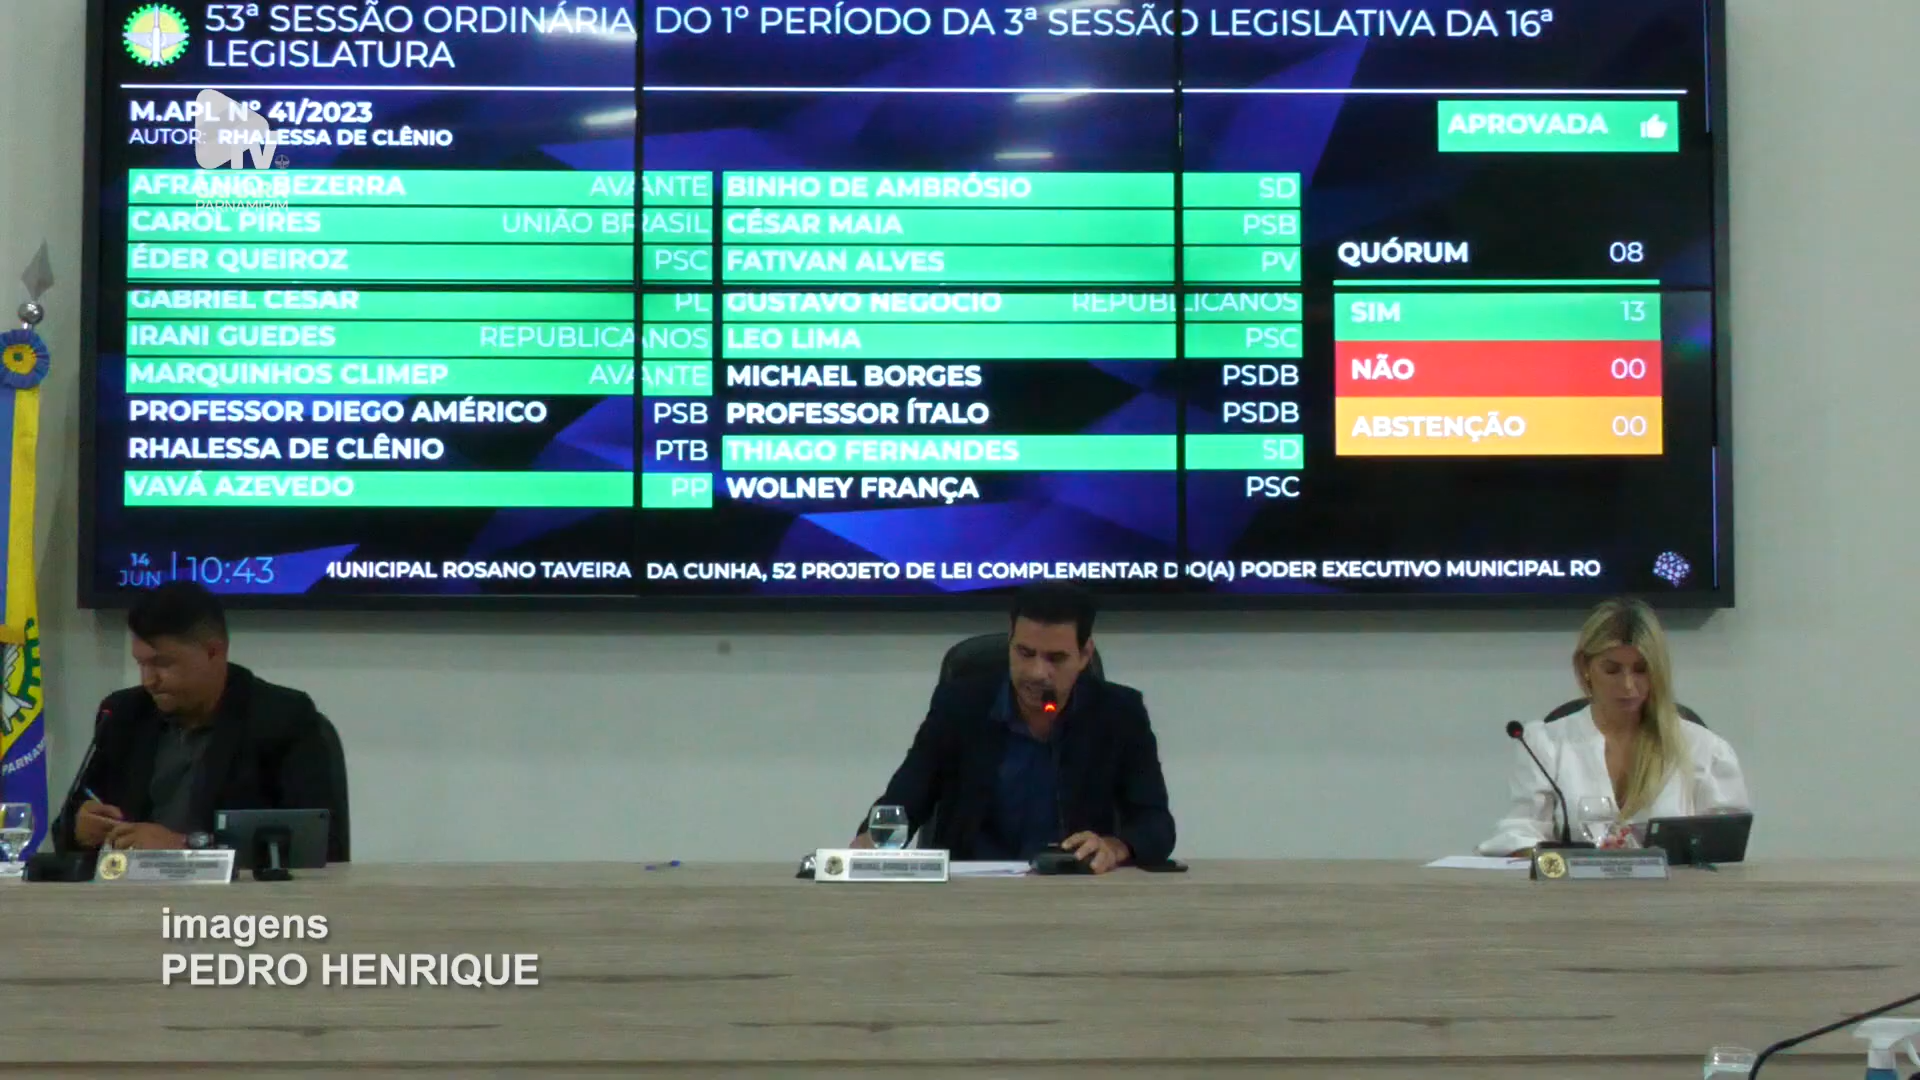 53ª SESSÃO ORDINÁRIA DO 1º PERÍODO DA 3ª SESSÃO LEGISLATIVA DA 16ª
LEGISLATURA
M.APL Nº 41/2023
AUTOR: RHALESSA DE CLÊNIO
APROVADA
TV
CÂMARA
PARNAMIRIM
AFRÂNIO BEZERRA AVANTE
CAROL PIRES UNIÃO BRASIL
ÉDER QUEIROZ PSC
GABRIEL CÉSAR PL
IRANI GUEDES REPUBLICANOS
MARQUINHOS CLIMEP AVANTE
PROFESSOR DIEGO AMÉRICO PSB
RHALESSA DE CLÊNIO PTB
VAVÁ AZEVEDO PP
BINHO DE AMBRÓSIO SD
CÉSAR MAIA PSB
FATIVAN ALVES PV
GUSTAVO NEGÓCIO REPUBLICANOS
LEO LIMA PSC
MICHAEL BORGES PSDB
PROFESSOR ÍTALO PSDB
THIAGO FERNANDES SD
WOLNEY FRANÇA PSC
QUÓRUM 08
SIM 13
NÃO 00
ABSTENÇÃO 00
14
JUN
10:43
MUNICIPAL ROSANO TAVEIRA DA CUNHA, 52 PROJETO DE LEI COMPLEMENTAR DO(A) PODER EXECUTIVO MUNICIPAL RO
imagens
PEDRO HENRIQUE